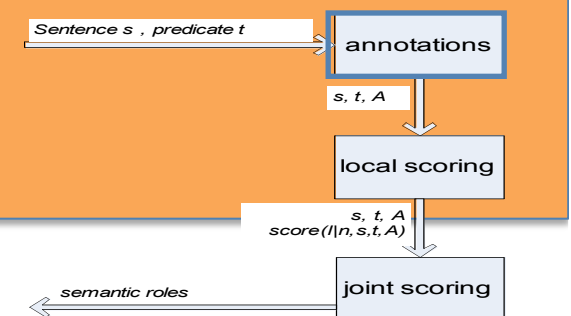 Sentence s , predicate t
annotations
s, t, A
local scoring
s, t, A
score(l|n,s,t,A)
joint scoring
semantic roles